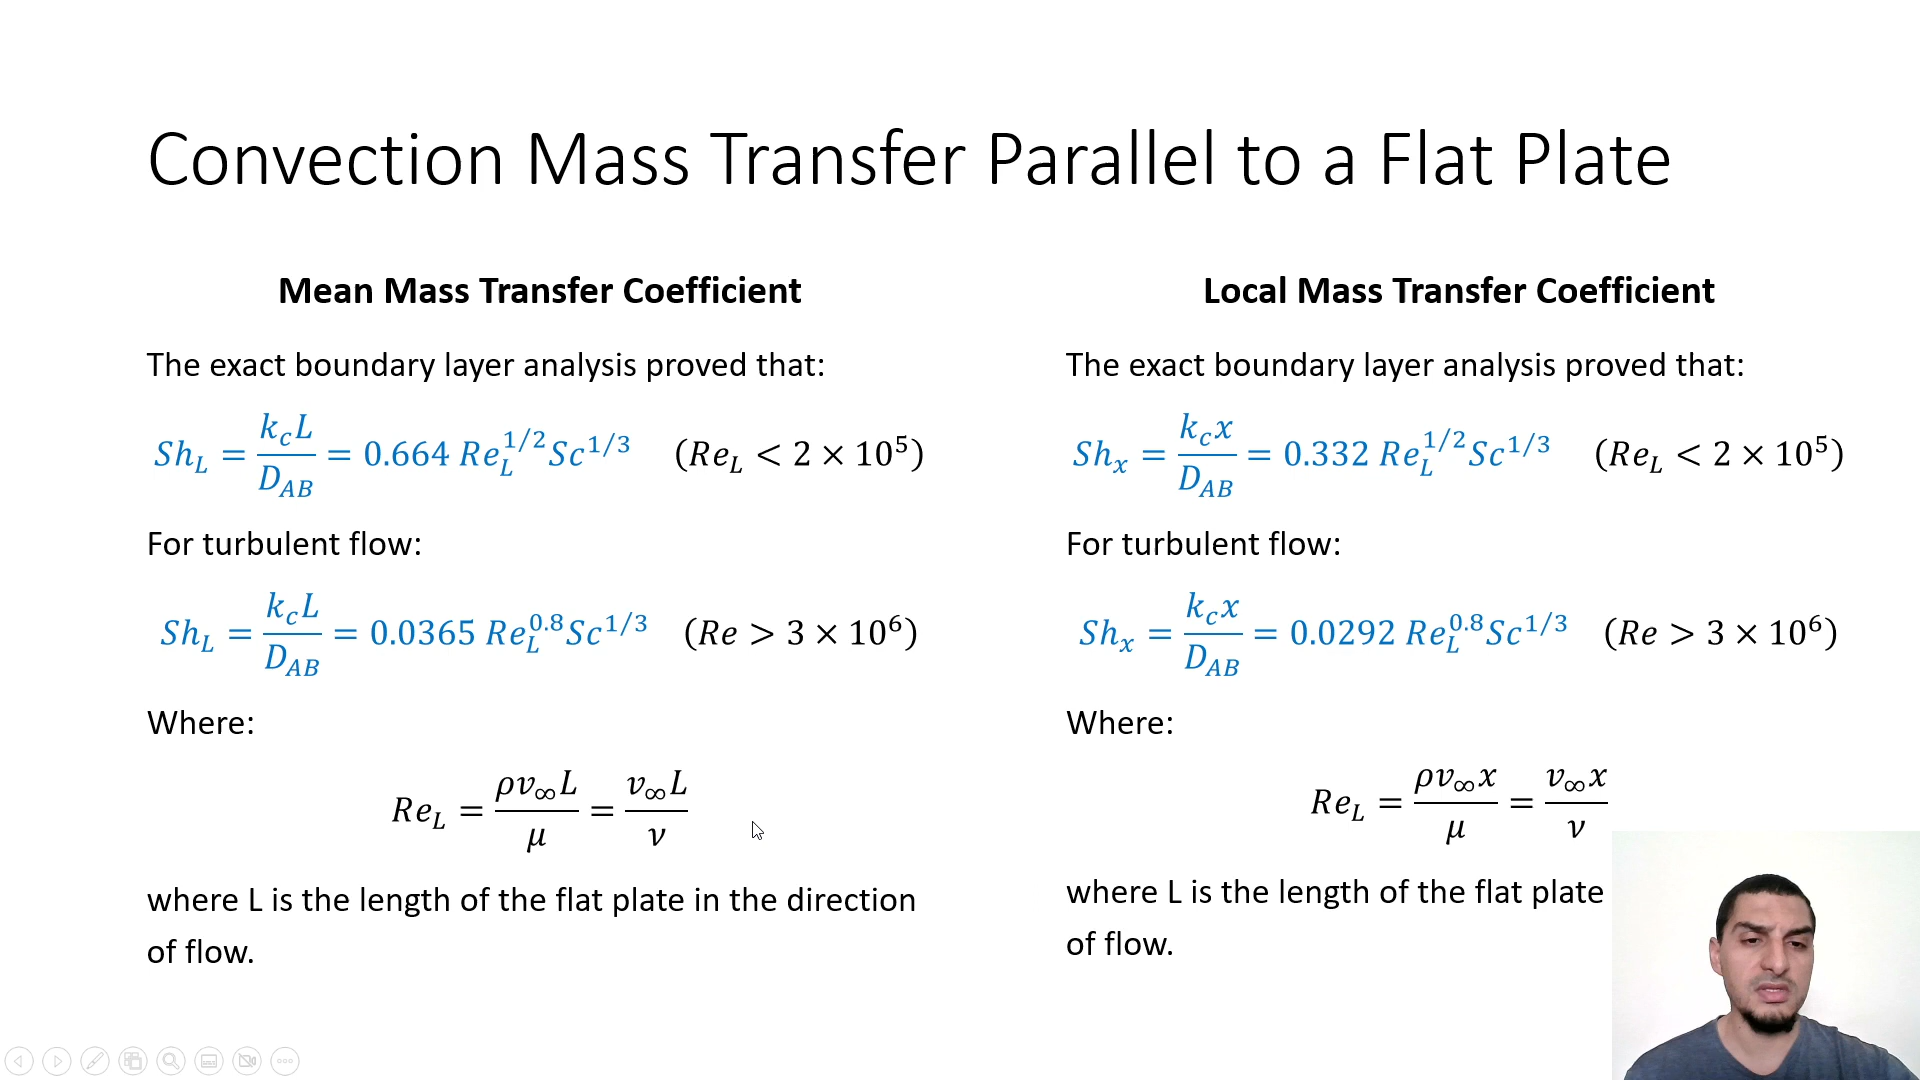 Convection Mass Transfer Parallel to a Flat Plate
Mean Mass Transfer Coefficient
The exact boundary layer analysis proved that:
Sh_L = k_c L / D_AB = 0.664 Re_L^{1/2} Sc^{1/3} (Re_L < 2 × 10^5)
For turbulent flow:
Sh_L = k_c L / D_AB = 0.0365 Re_L^{0.8} Sc^{1/3} (Re > 3 × 10^6)
Where:
Re_L = ρv_∞L / μ = v_∞L / ν
where L is the length of the flat plate in the direction
of flow.
Local Mass Transfer Coefficient
The exact boundary layer analysis proved that:
Sh_x = k_c x / D_AB = 0.332 Re_L^{1/2} Sc^{1/3} (Re_L < 2 × 10^5)
For turbulent flow:
Sh_x = k_c x / D_AB = 0.0292 Re_L^{0.8} Sc^{1/3} (Re > 3 × 10^6)
Where:
Re_L = ρv_∞x / μ = v_∞x / ν
where L is the length of the flat plate
of flow.